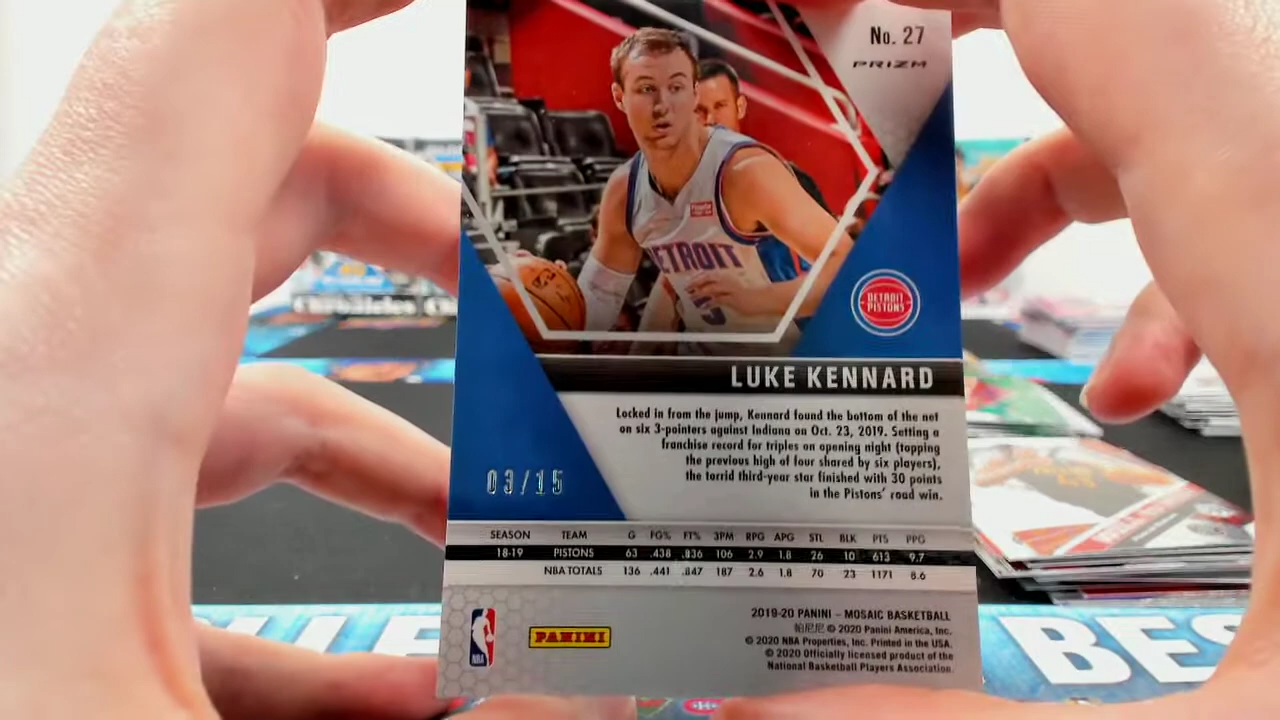 No. 27
PRIZM
DETROIT
5
DETROIT
PISTONS
LUKE KENNARD
Locked in from the jump, Kennard found the bottom of the net
on six 3-pointers against Indiana on Oct. 23, 2019. Setting a
franchise record for triples on opening night (topping
the previous high of four shared by six players),
the torrid third-year star finished with 30 points
in the Pistons' road win.
03/15
SEASON TEAM G FG% FT% 3PM RPG APG STL BLK PTS PPG
18-19 PISTONS 63 .438 .836 106 2.9 1.8 26 10 613 9.7
NBA TOTALS 136 .441 .847 187 2.6 1.8 70 23 1171 8.6
NBA
PANINI
2019-20 PANINI – MOSAIC BASKETBALL
帕尼尼 © 2020 Panini America, Inc.
© 2020 NBA Properties, Inc. Printed in the USA.
© 2020 Officially licensed product of the
National Basketball Players Association.
Chronicles
BES